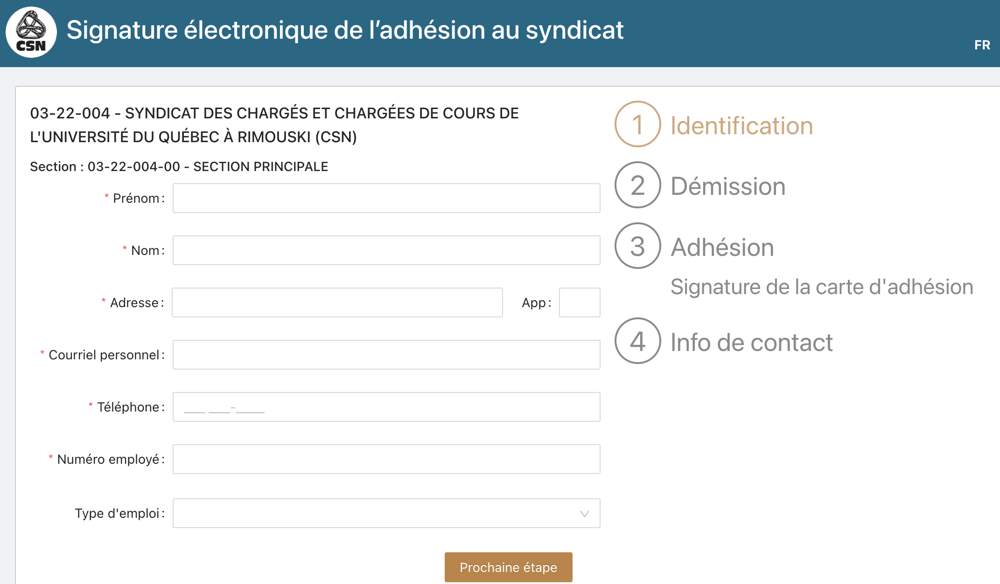 CSN
Signature électronique de l’adhésion au syndicat
FR
03-22-004 - SYNDICAT DES CHARGÉS ET CHARGÉES DE COURS DE
L'UNIVERSITÉ DU QUÉBEC À RIMOUSKI (CSN)
Section : 03-22-004-00 - SECTION PRINCIPALE
* Prénom :
* Nom :
* Adresse :
App :
* Courriel personnel :
* Téléphone :
___ ___-____
* Numéro employé :
Type d'emploi :
Prochaine étape
1 Identification
2 Démission
3 Adhésion
Signature de la carte d'adhésion
4 Info de contact